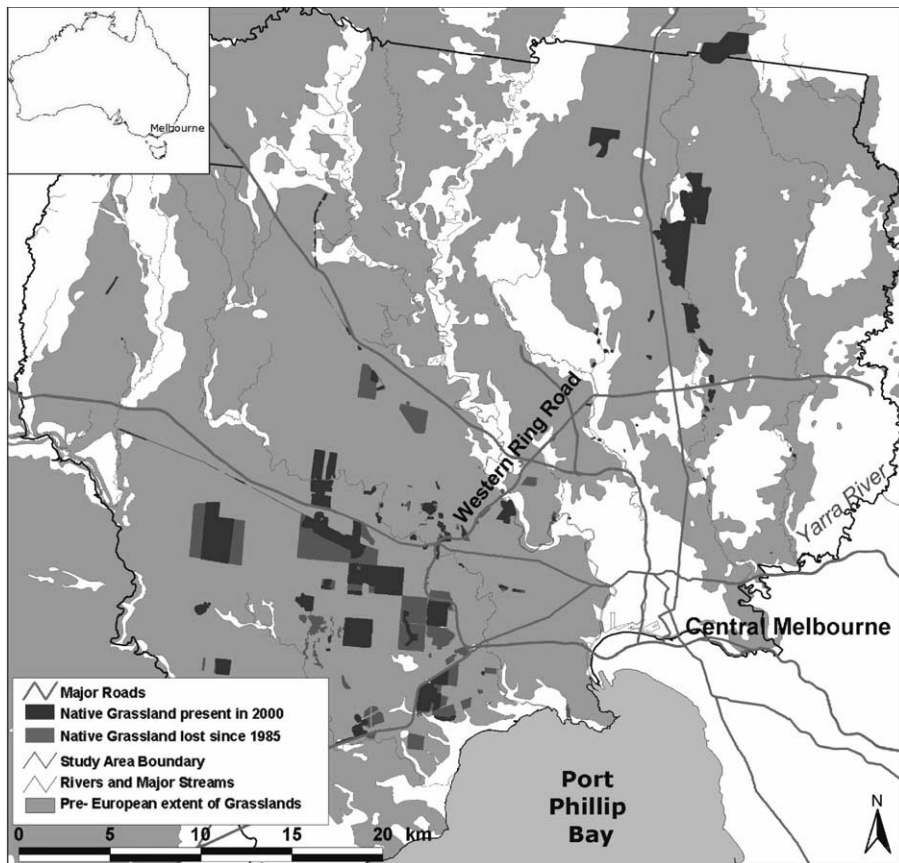 Melbourne
Western Ring Road
Yarra River
Central Melbourne
Major Roads
Native Grassland present in 2000
Native Grassland lost since 1985
Study Area Boundary
Rivers and Major Streams
Pre- European extent of Grasslands
Port
Phillip
Bay
N
0 5 10 15 20 km